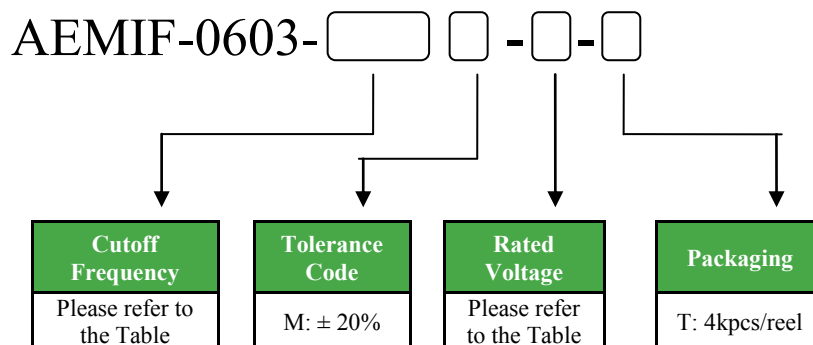 AEMIF-0603- - -
Cutoff
Frequency
Please refer to
the Table
Tolerance
Code
M: ± 20%
Rated
Voltage
Please refer
to the Table
Packaging
T: 4kpcs/reel